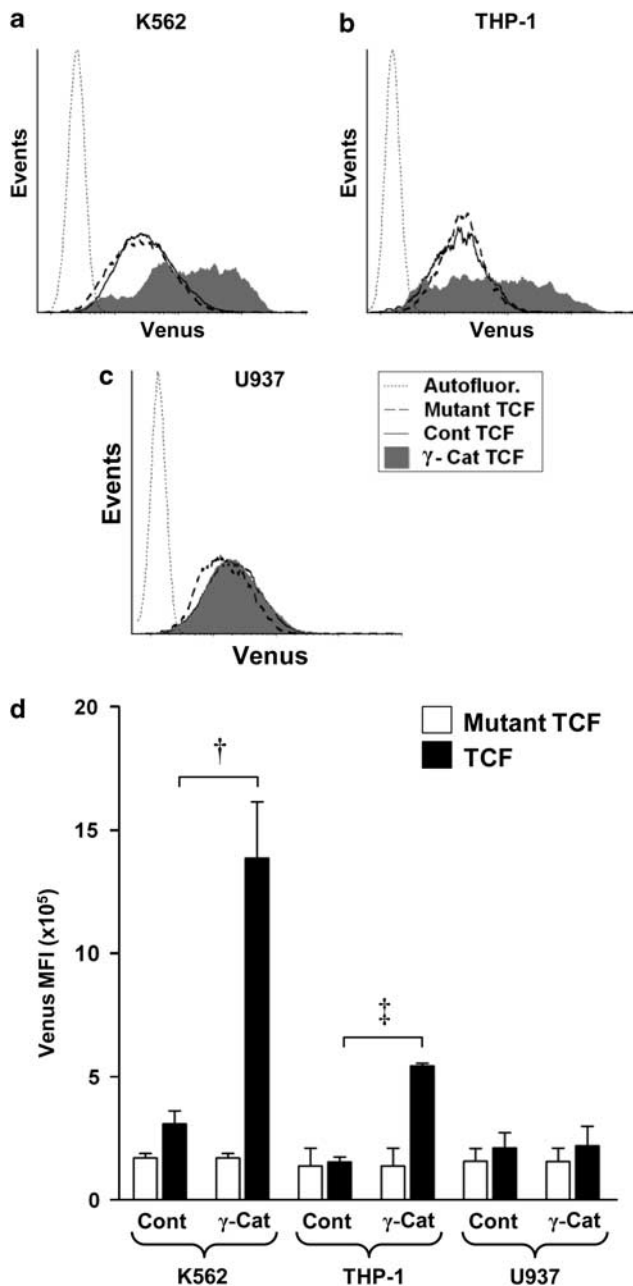 a
K562
Events
Venus
b
THP-1
Events
Venus
c
U937
Events
Venus
Autofluor.
Mutant TCF
Cont TCF
γ- Cat TCF
d
Venus MFI (x10⁵)
20
15
10
5
0
Mutant TCF
TCF
†
‡
Cont γ-Cat Cont γ-Cat Cont γ-Cat
K562 THP-1 U937